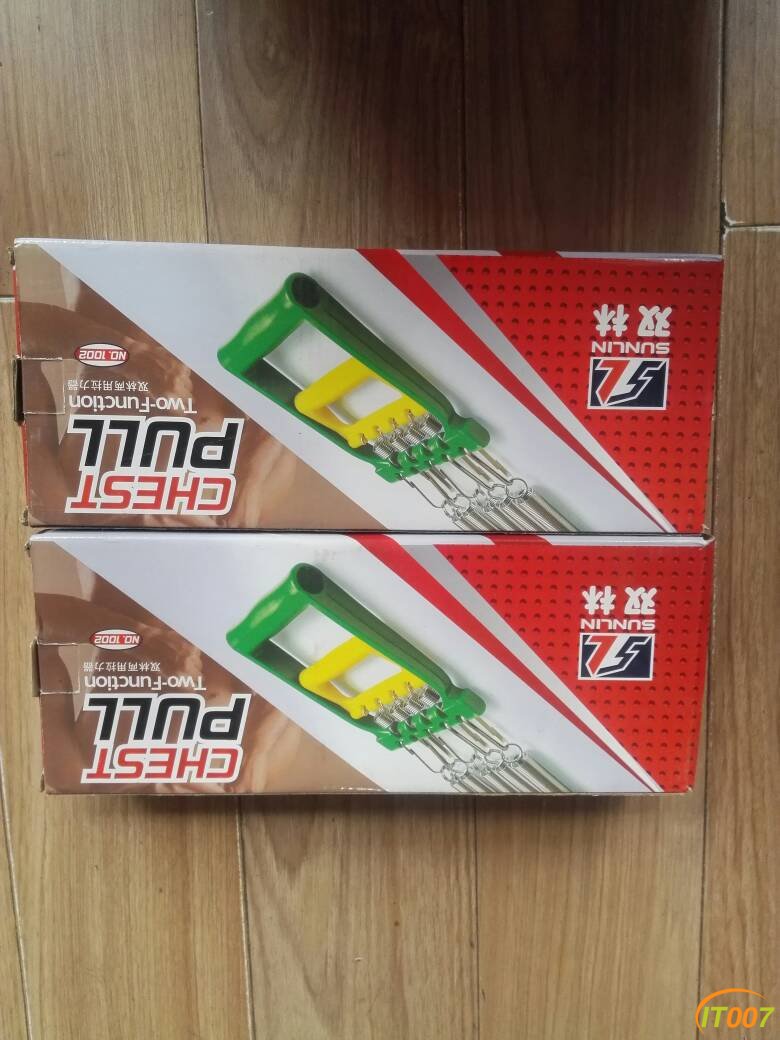 双林
SUNLIN
SL
CHEST
PULL
Two-Function
双林两用拉力器
NO.1002
双林
SUNLIN
SL
CHEST
PULL
Two-Function
双林两用拉力器
NO.1002
IT007